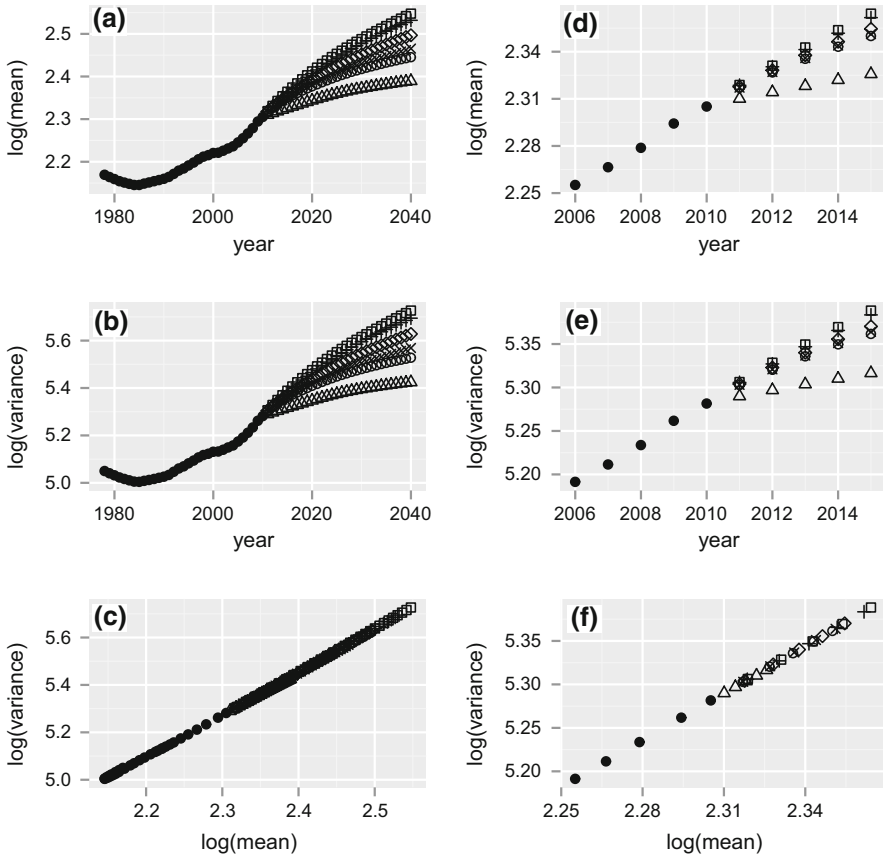 (a)
log(mean)
2.5
2.4
2.3
2.2
1980 2000 2020 2040
year
(d)
log(mean)
2.34
2.31
2.28
2.25
2006 2008 2010 2012 2014
year
(b)
log(variance)
5.6
5.4
5.2
5.0
1980 2000 2020 2040
year
(e)
log(variance)
5.35
5.30
5.25
5.20
2006 2008 2010 2012 2014
year
(c)
log(variance)
5.6
5.4
5.2
5.0
2.2 2.3 2.4 2.5
log(mean)
(f)
log(variance)
5.35
5.30
5.25
5.20
2.25 2.28 2.31 2.34
log(mean)